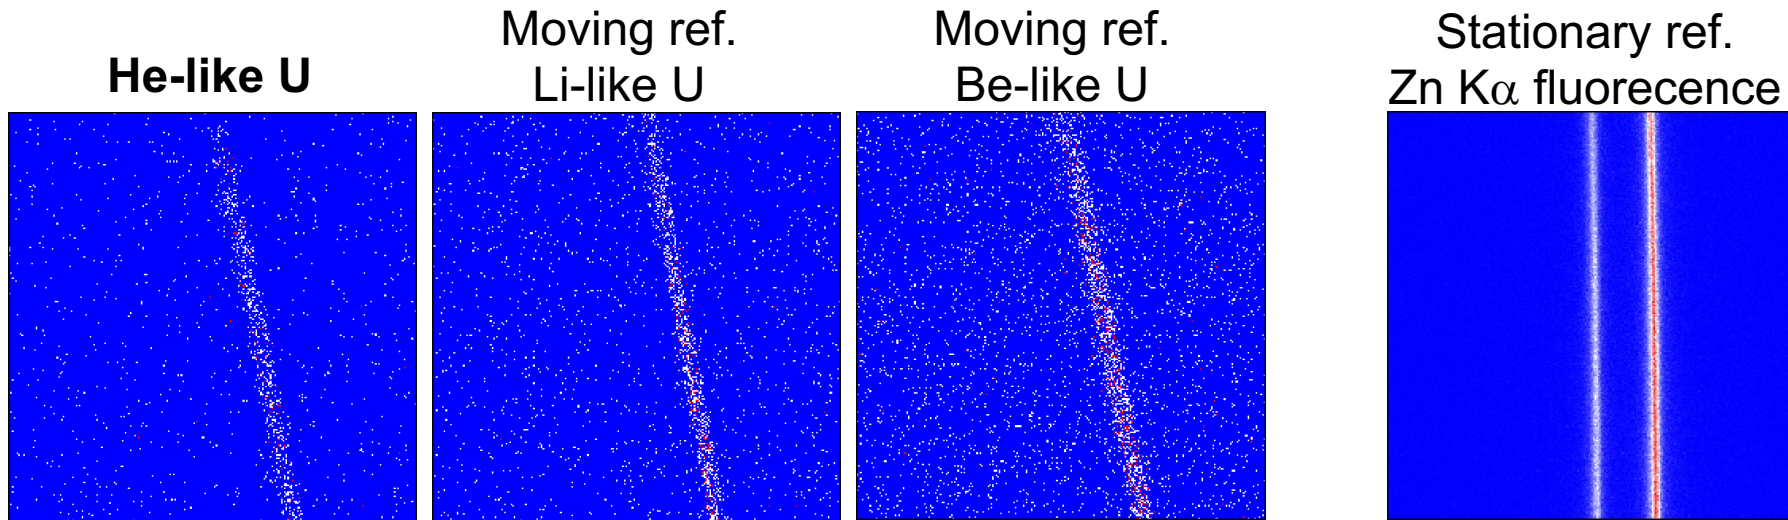 He-like U
Moving ref.
Li-like U
Moving ref.
Be-like U
Stationary ref.
Zn Kα fluorecence